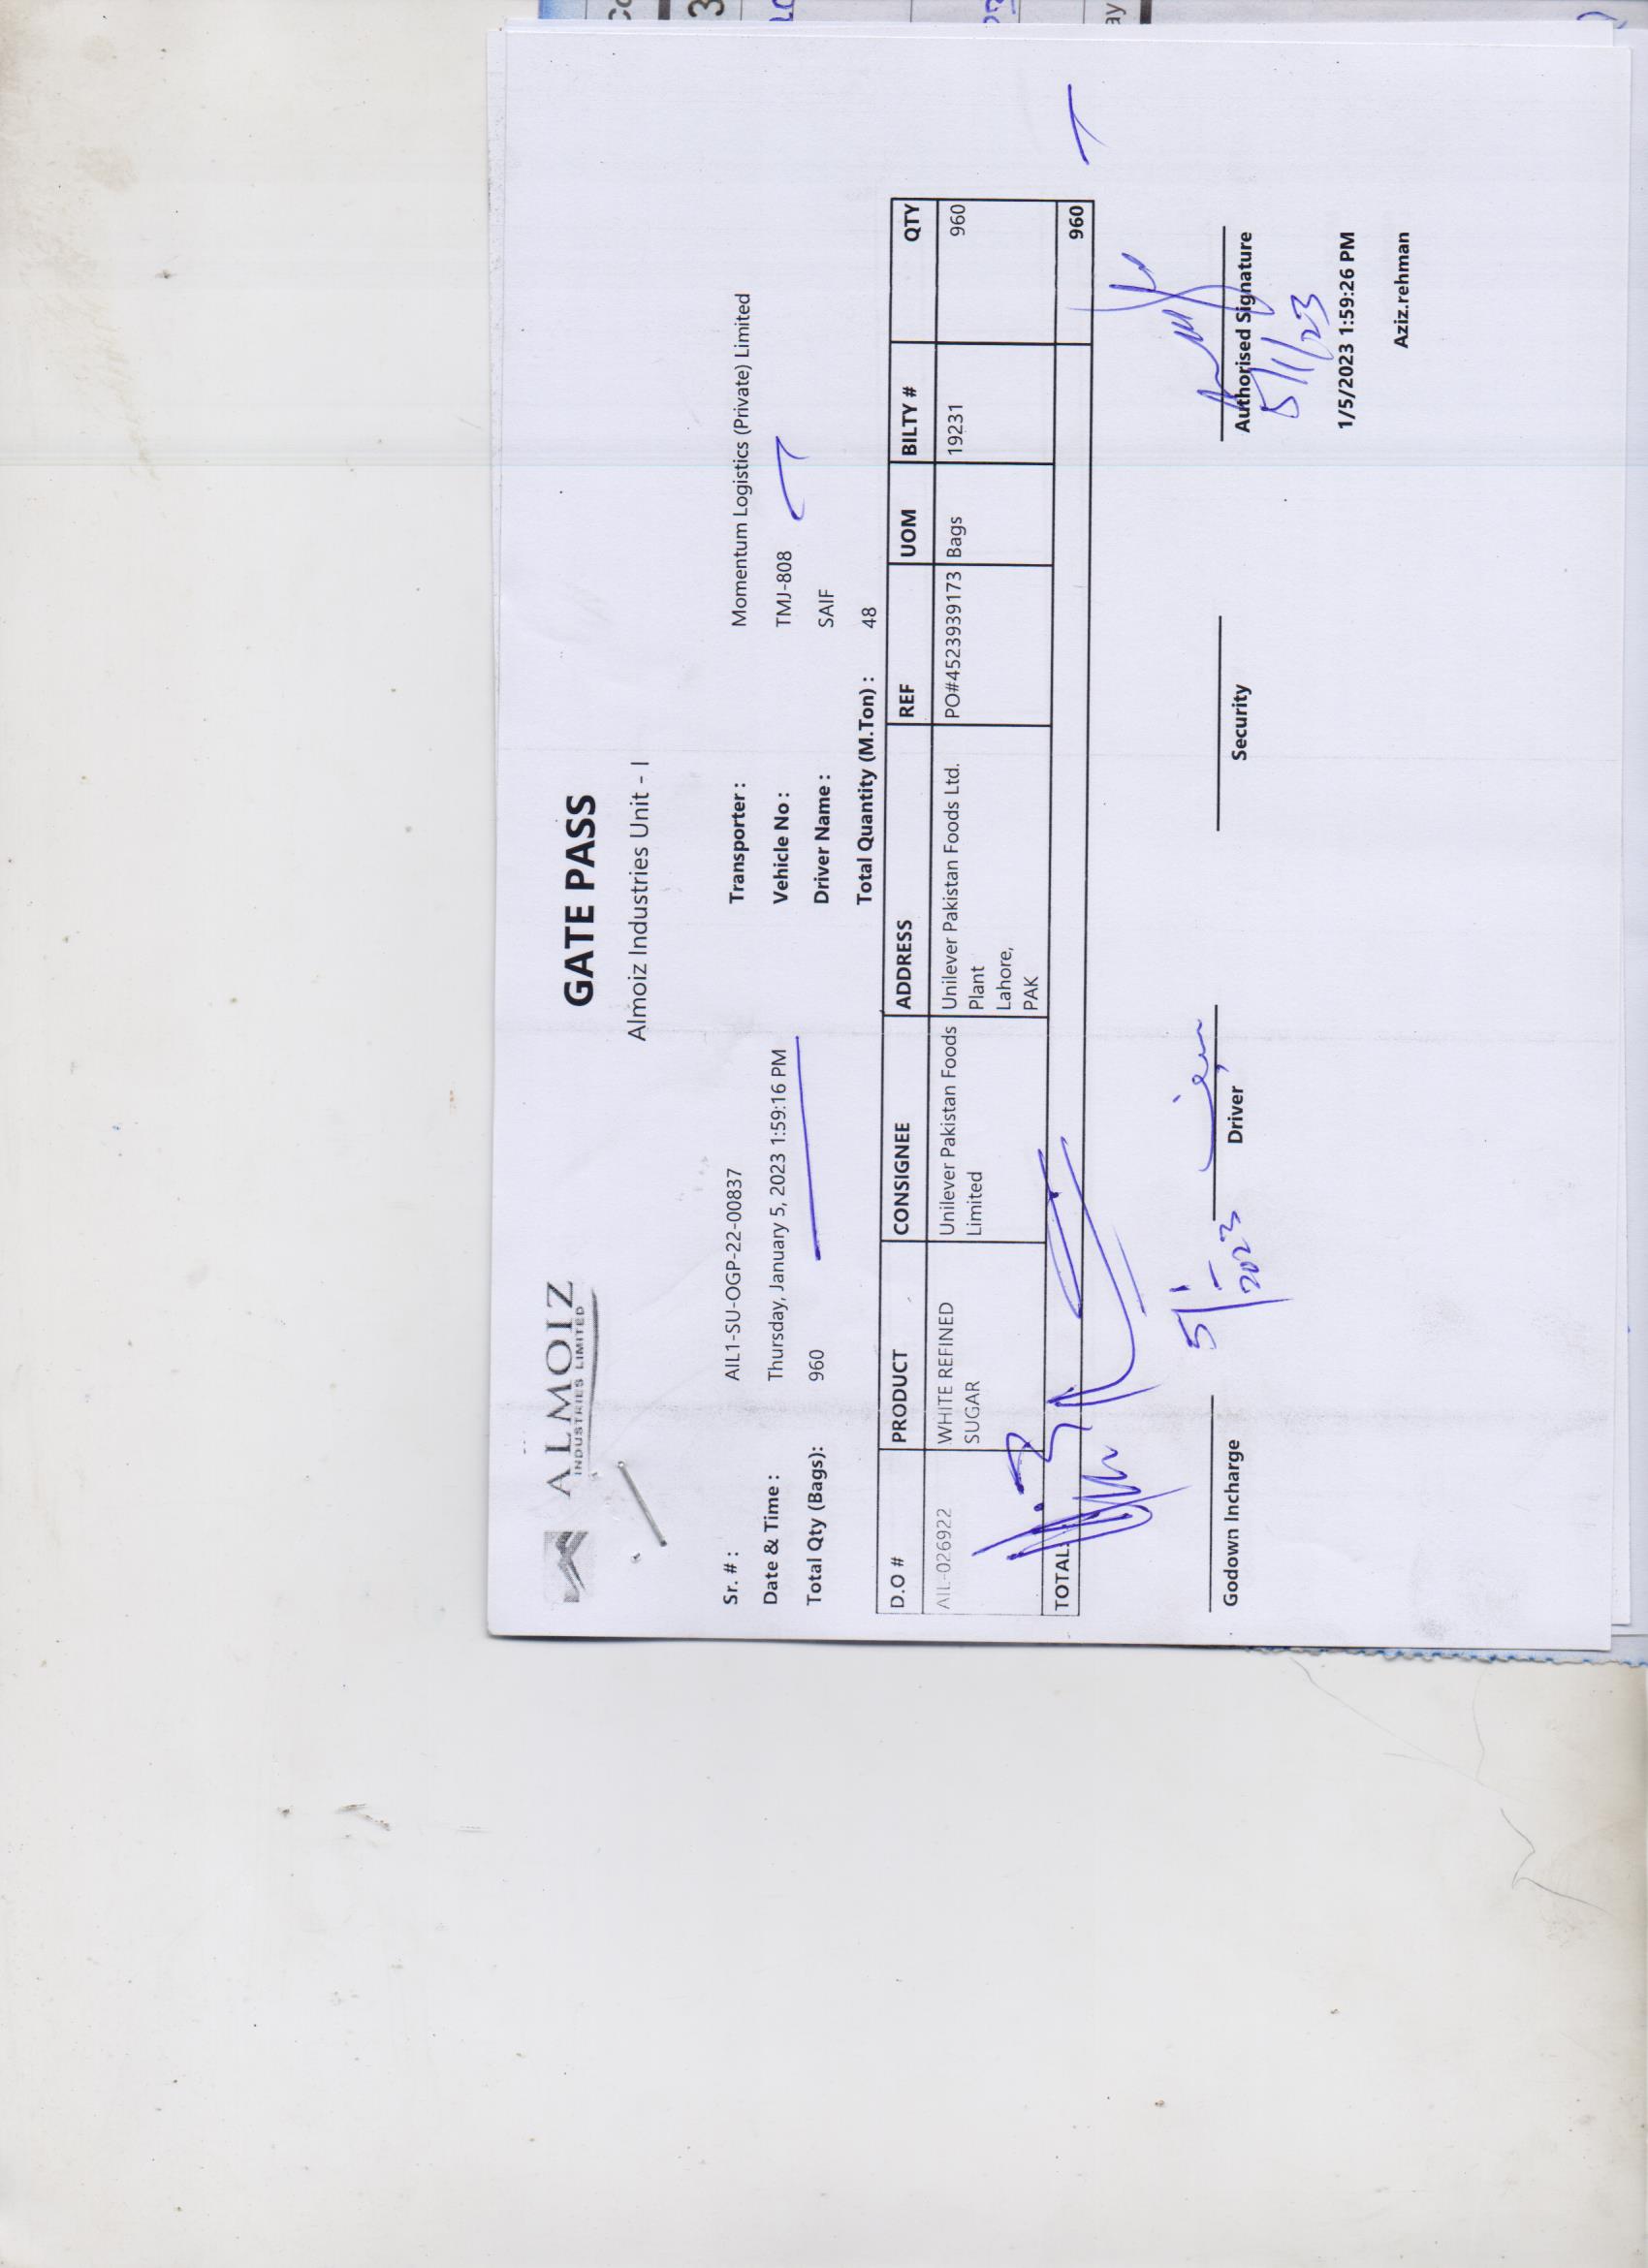 ALMOIZ
INDUSTRIES LIMITED
GATE PASS
Almoiz Industries Unit - I
Sr. # : AIL1-SU-OGP-22-00837 Transporter : Momentum Logistics (Private) Limited
Date & Time : Thursday, January 5, 2023 1:59:16 PM Vehicle No : TMJ-808
Total Qty (Bags): 960 Driver Name : SAIF
Total Quantity (M.Ton) : 48
D.O # PRODUCT CONSIGNEE ADDRESS REF UOM BILTY # QTY
AIL-026922 WHITE REFINED Unilever Pakistan Foods Unilever Pakistan Foods Ltd. PO#4523939173 Bags 19231 960
SUGAR Limited Plant
Lahore,
PAK
TOTAL: 960
Godown Incharge Driver Security Authorised Signature
5/1-2023
5/1/23
1/5/2023 1:59:26 PM
Aziz.rehman